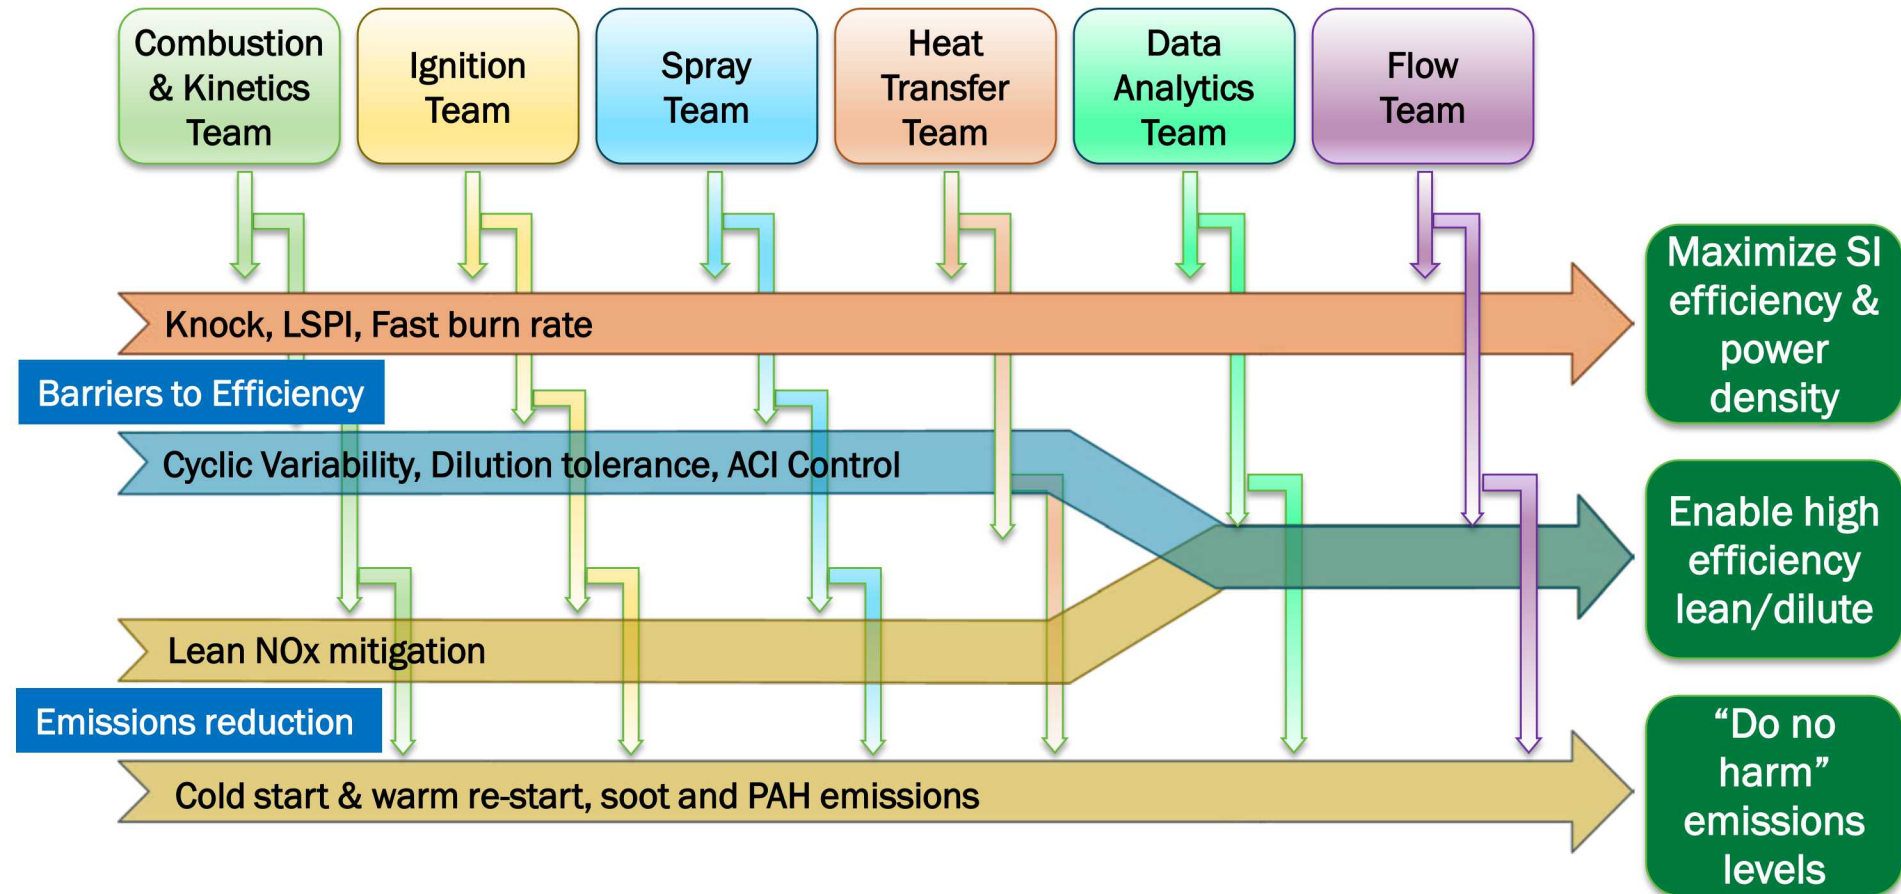 Combustion
& Kinetics
Team
Ignition
Team
Spray
Team
Heat
Transfer
Team
Data
Analytics
Team
Flow
Team
Knock, LSPI, Fast burn rate
Maximize SI
efficiency &
power
density
Barriers to Efficiency
Cyclic Variability, Dilution tolerance, ACI Control
Enable high
efficiency
lean/dilute
Lean NOx mitigation
Emissions reduction
Cold start & warm re-start, soot and PAH emissions
“Do no
harm”
emissions
levels